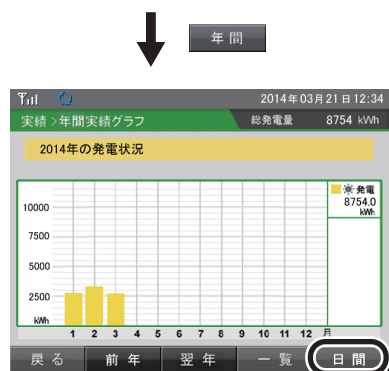 年間
2014年03月21日 12:34
実績>年間実績グラフ 総発電量 8754 kWh
2014年の発電状況
発電
8754.0
kWh
10000
7500
5000
2500
kWh
1 2 3 4 5 6 7 8 9 10 11 12 月
戻る 前年 翌年 一覧 日間